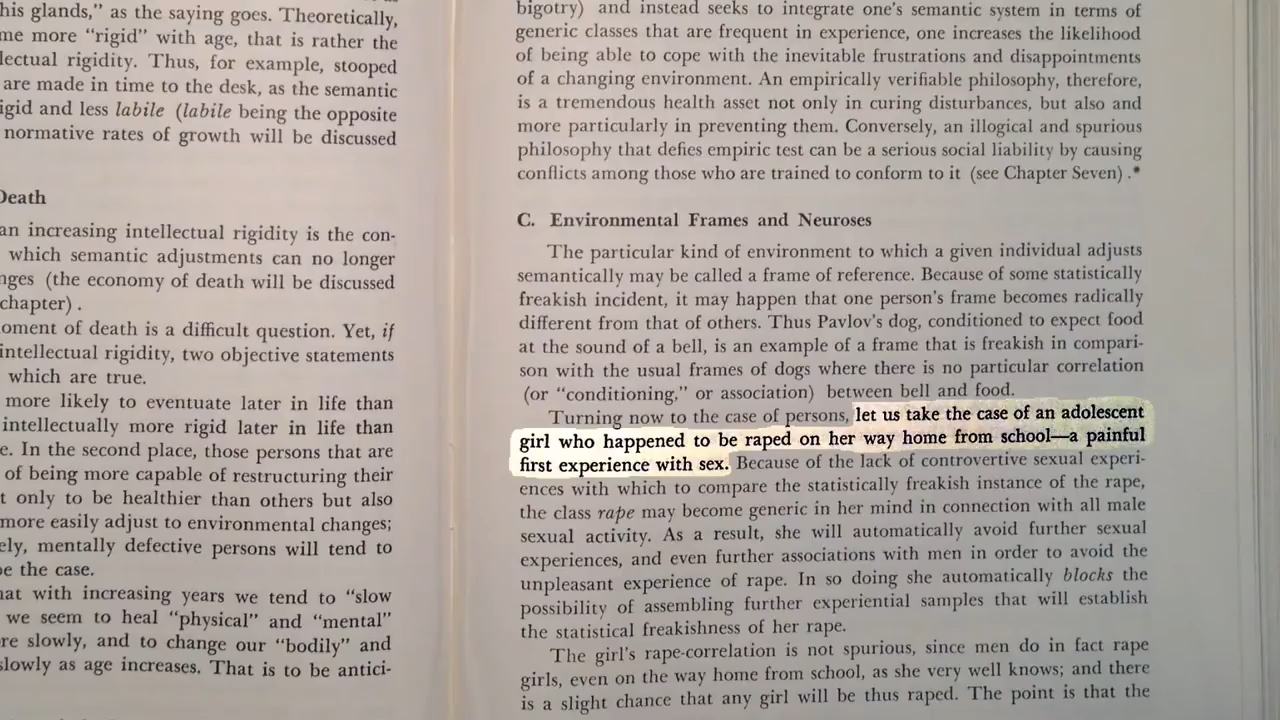 his glands," as the saying goes. Theoretically,
me more "rigid" with age, that is rather the
lectual rigidity. Thus, for example, stooped
are made in time to the desk, as the semantic
igid and less labile (labile being the opposite
normative rates of growth will be discussed
Death
an increasing intellectual rigidity is the con-
which semantic adjustments can no longer
nges (the economy of death will be discussed
chapter).
oment of death is a difficult question. Yet, if
intellectual rigidity, two objective statements
which are true.
more likely to eventuate later in life than
intellectually more rigid later in life than
e. In the second place, those persons that are
of being more capable of restructuring their
t only to be healthier than others but also
more easily adjust to environmental changes;
ely, mentally defective persons will tend to
be the case.
hat with increasing years we tend to "slow
we seem to heal "physical" and "mental"
re slowly, and to change our "bodily" and
slowly as age increases. That is to be antici-
bigotry) and instead seeks to integrate one's semantic system in terms of
generic classes that are frequent in experience, one increases the likelihood
of being able to cope with the inevitable frustrations and disappointments
of a changing environment. An empirically verifiable philosophy, therefore,
is a tremendous health asset not only in curing disturbances, but also and
more particularly in preventing them. Conversely, an illogical and spurious
philosophy that defies empiric test can be a serious social liability by causing
conflicts among those who are trained to conform to it (see Chapter Seven).*
C. Environmental Frames and Neuroses
The particular kind of environment to which a given individual adjusts
semantically may be called a frame of reference. Because of some statistically
freakish incident, it may happen that one person's frame becomes radically
different from that of others. Thus Pavlov's dog, conditioned to expect food
at the sound of a bell, is an example of a frame that is freakish in compari-
son with the usual frames of dogs where there is no particular correlation
(or "conditioning," or association) between bell and food.
Turning now to the case of persons, let us take the case of an adolescent
girl who happened to be raped on her way home from school—a painful
first experience with sex. Because of the lack of controvertive sexual experi-
ences with which to compare the statistically freakish instance of the rape,
the class rape may become generic in her mind in connection with all male
sexual activity. As a result, she will automatically avoid further sexual
experiences, and even further associations with men in order to avoid the
unpleasant experience of rape. In so doing she automatically blocks the
possibility of assembling further experiential samples that will establish
the statistical freakishness of her rape.
The girl's rape-correlation is not spurious, since men do in fact rape
girls, even on the way home from school, as she very well knows; and there
is a slight chance that any girl will be thus raped. The point is that the